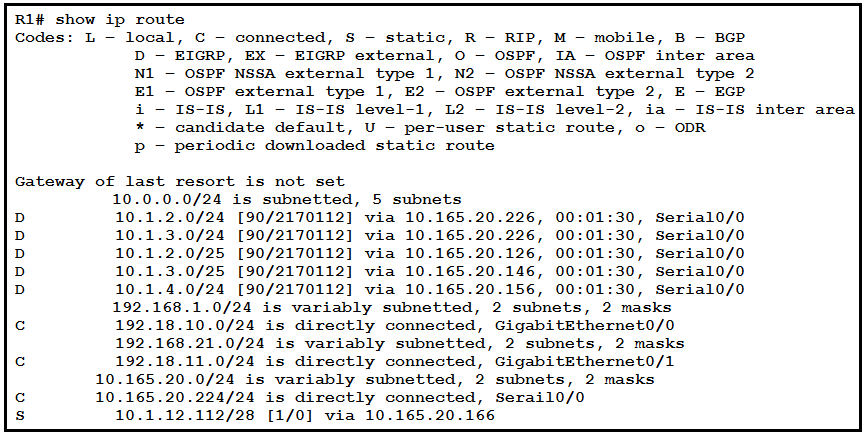 R1# show ip route
Codes: L – local, C – connected, S – static, R – RIP, M – mobile, B – BGP
D – EIGRP, EX – EIGRP external, O – OSPF, IA – OSPF inter area
N1 – OSPF NSSA external type 1, N2 – OSPF NSSA external type 2
E1 – OSPF external type 1, E2 – OSPF external type 2, E – EGP
i – IS-IS, L1 – IS-IS level-1, L2 – IS-IS level-2, ia – IS-IS inter area
* – candidate default, U – per-user static route, o – ODR
p – periodic downloaded static route
Gateway of last resort is not set
10.0.0.0/24 is subnetted, 5 subnets
D 10.1.2.0/24 [90/2170112] via 10.165.20.226, 00:01:30, Serial0/0
D 10.1.3.0/24 [90/2170112] via 10.165.20.226, 00:01:30, Serial0/0
D 10.1.2.0/25 [90/2170112] via 10.165.20.126, 00:01:30, Serial0/0
D 10.1.3.0/25 [90/2170112] via 10.165.20.146, 00:01:30, Serial0/0
D 10.1.4.0/24 [90/2170112] via 10.165.20.156, 00:01:30, Serial0/0
192.168.1.0/24 is variably subnetted, 2 subnets, 2 masks
C 192.18.10.0/24 is directly connected, GigabitEthernet0/0
192.168.21.0/24 is variably subnetted, 2 subnets, 2 masks
C 192.18.11.0/24 is directly connected, GigabitEthernet0/1
10.165.20.0/24 is variably subnetted, 2 subnets, 2 masks
C 10.165.20.224/24 is directly connected, Serail0/0
S 10.1.12.112/28 [1/0] via 10.165.20.166